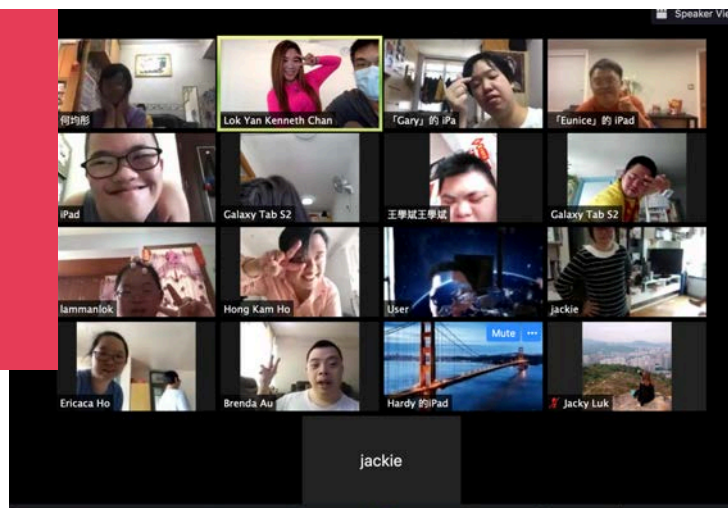 Speaker Vie
何均彤
Lok Yan Kenneth Chan
「Gary」的 iPa
「Eunice」的 iPad
iPad
Galaxy Tab S2
王學斌王學斌
Galaxy Tab S2
lammanlok
Hong Kam Ho
User
jackie
Ericaca Ho
Brenda Au
Mute
Hardy 的iPad
Jacky Luk
jackie